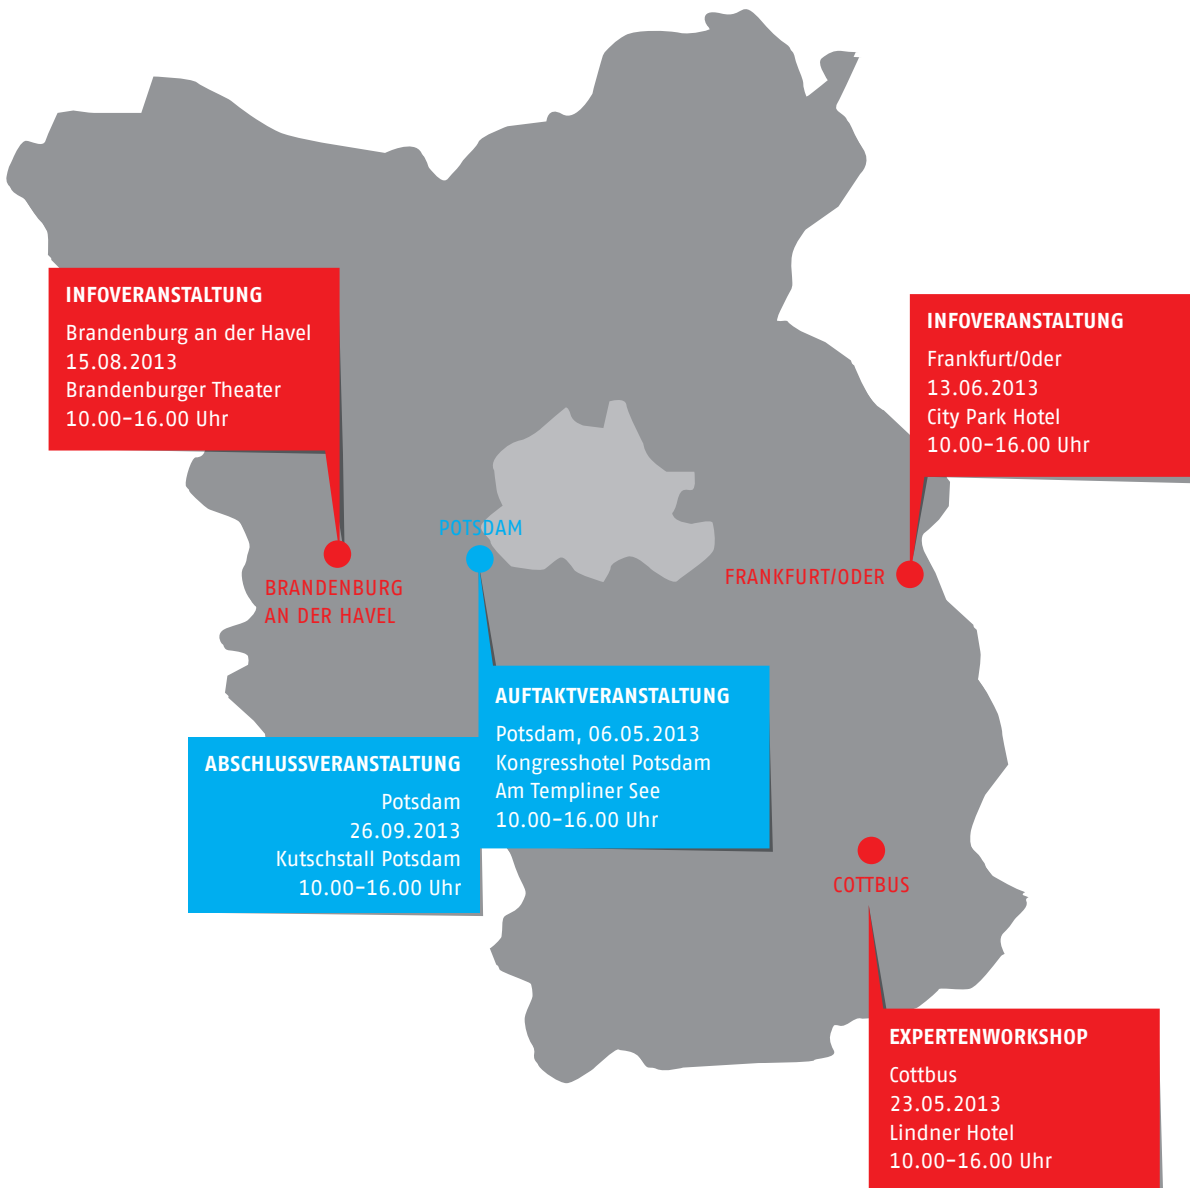 INFOVERANSTALTUNG
Brandenburg an der Havel
15.08.2013
Brandenburger Theater
10.00–16.00 Uhr
INFOVERANSTALTUNG
Frankfurt/Oder
13.06.2013
City Park Hotel
10.00–16.00 Uhr
POTSDAM
BRANDENBURG
AN DER HAVEL
FRANKFURT/ODER
AUFTAKTVERANSTALTUNG
Potsdam, 06.05.2013
Kongresshotel Potsdam
Am Templiner See
10.00–16.00 Uhr
ABSCHLUSSVERANSTALTUNG
Potsdam
26.09.2013
Kutschstall Potsdam
10.00–16.00 Uhr
COTTBUS
EXPERTENWORKSHOP
Cottbus
23.05.2013
Lindner Hotel
10.00–16.00 Uhr